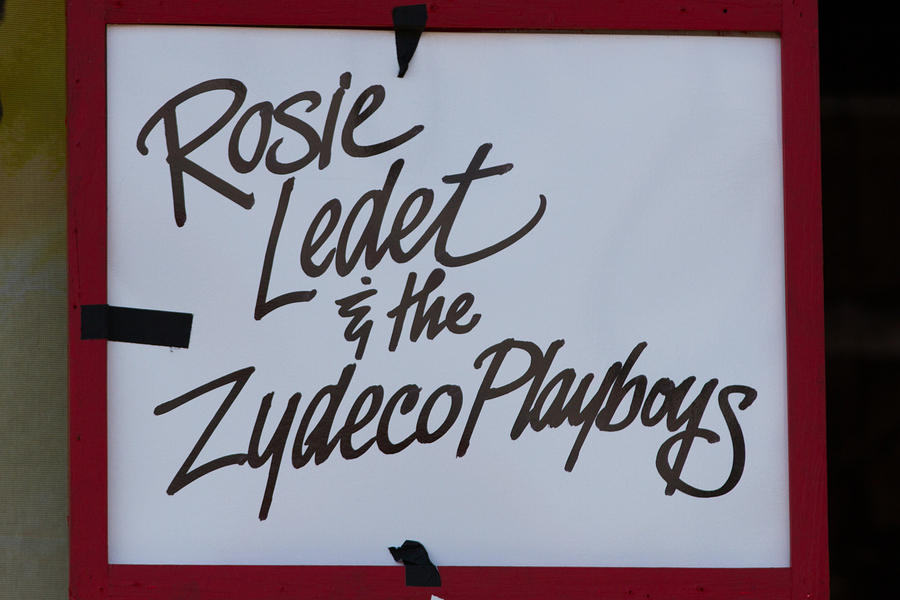 Rosie
Ledet
& the
Zydeco Playboys